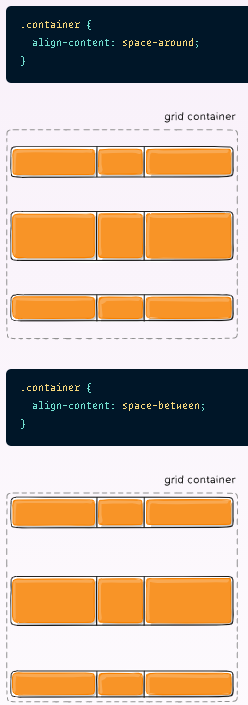 .container {
align-content: space-around;
}
grid container
.container {
align-content: space-between;
}
grid container